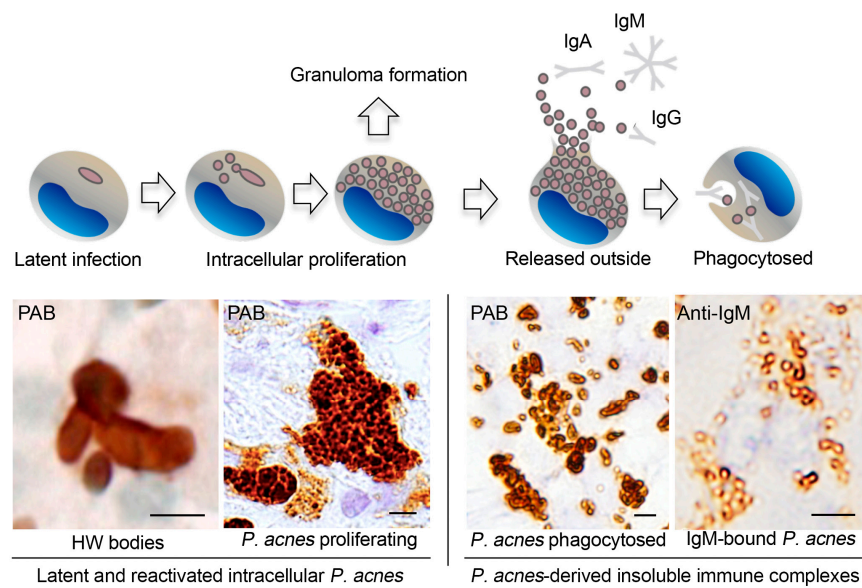 IgM
IgA
Granuloma formation
IgG
Latent infection
Intracellular proliferation
Released outside
Phagocytosed
PAB
PAB
PAB
Anti-IgM
HW bodies
P. acnes proliferating
P. acnes phagocytosed
IgM-bound P. acnes
Latent and reactivated intracellular P. acnes
P. acnes-derived insoluble immune complexes